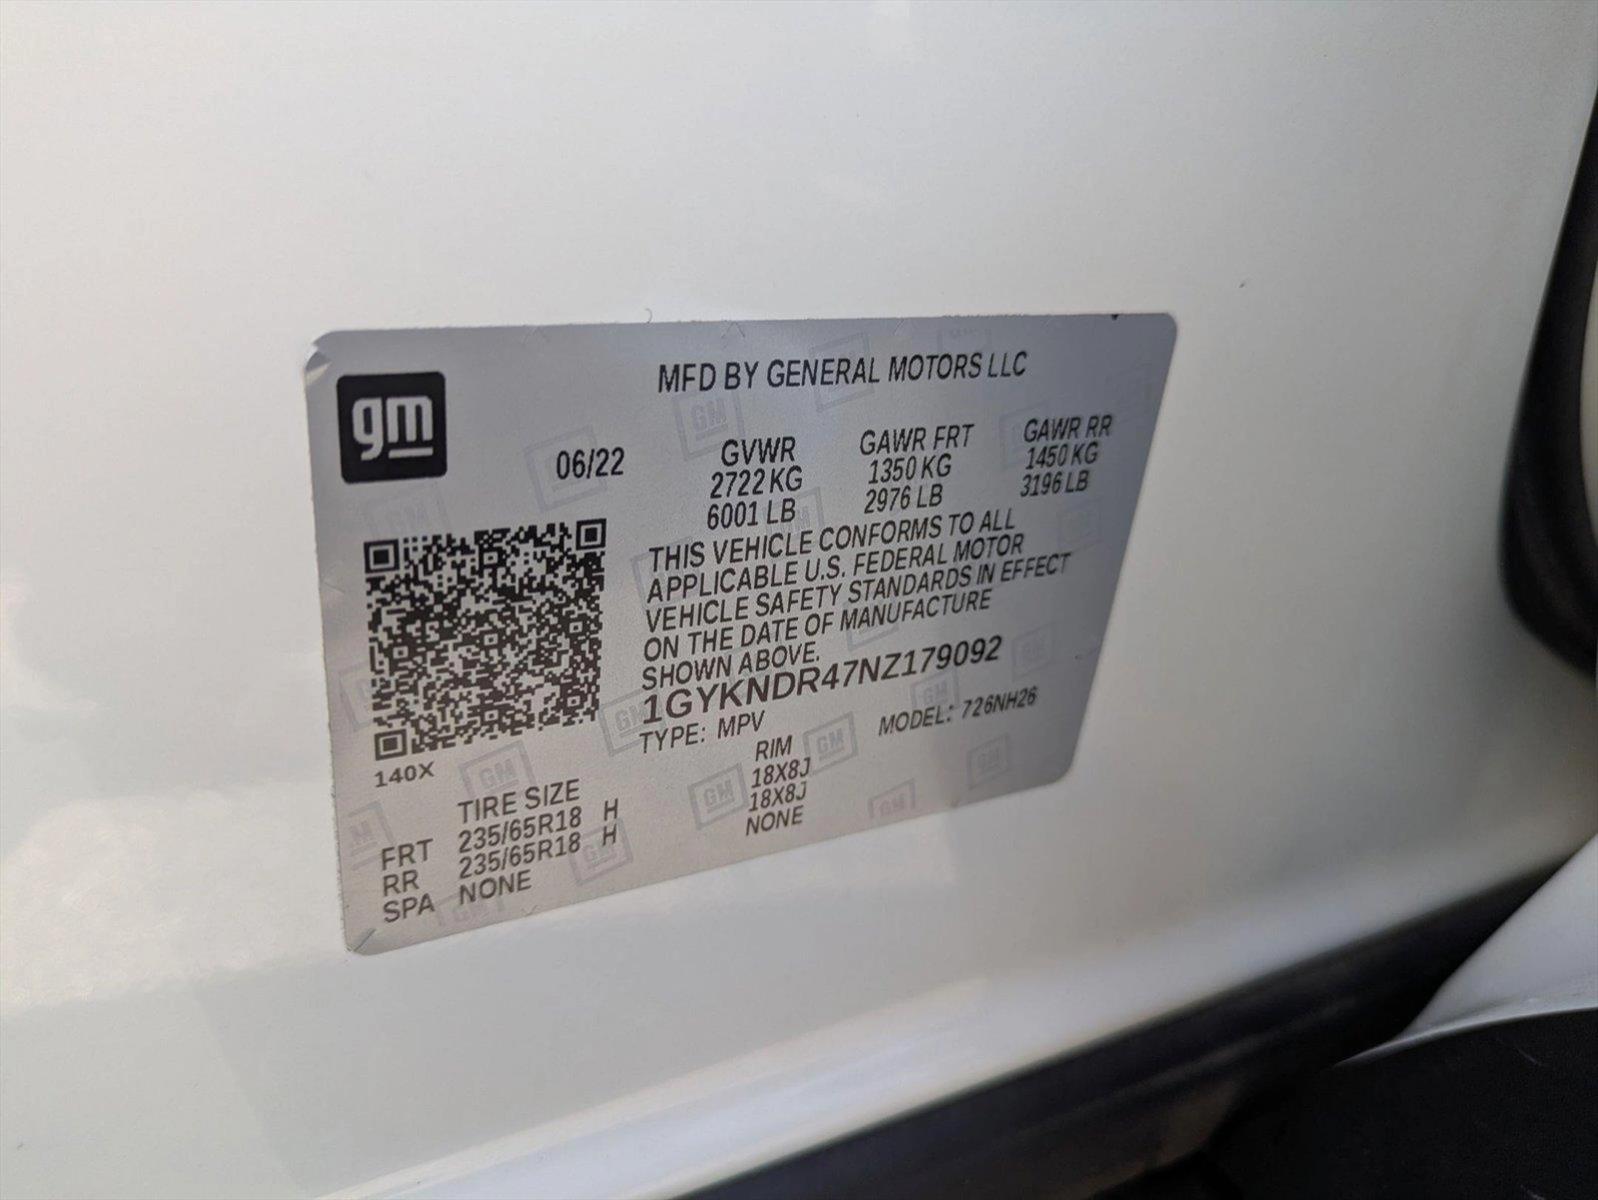 gm
MFD BY GENERAL MOTORS LLC
06/22
GVWR GAWR FRT GAWR RR
2722 KG 1350 KG 1450 KG
6001 LB 2976 LB 3196 LB
THIS VEHICLE CONFORMS TO ALL
APPLICABLE U.S. FEDERAL MOTOR
VEHICLE SAFETY STANDARDS IN EFFECT
ON THE DATE OF MANUFACTURE
SHOWN ABOVE.
1GYKNDR47NZ179092
TYPE: MPV MODEL: 726NH26
140X
TIRE SIZE RIM
FRT 235/65R18 H 18X8J
RR 235/65R18 H 18X8J
SPA NONE NONE